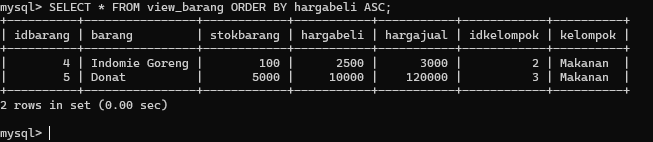 mysql> SELECT * FROM view_barang ORDER BY hargabeli ASC;
+----------+---------------+------------+-----------+-----------+------------+----------+
| idbarang | barang        | stokbarang | hargabeli | hargajual | idkelompok | kelompok |
+----------+---------------+------------+-----------+-----------+------------+----------+
|        4 | Indomie Goreng |        100 |      2500 |      3000 |          2 | Makanan  |
|        5 | Donat         |       5000 |     10000 |    120000 |          3 | Makanan  |
+----------+---------------+------------+-----------+-----------+------------+----------+
2 rows in set (0.00 sec)
mysql>